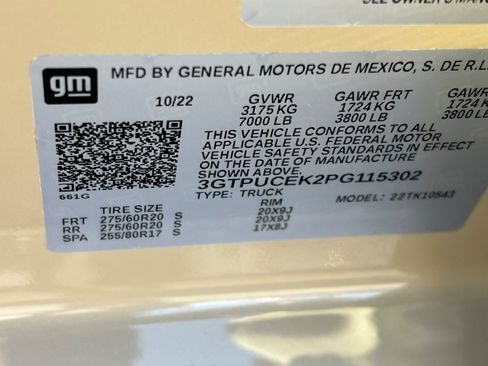 SEE OWNER'S
gm
MFD BY GENERAL MOTORS DE MEXICO, S. DE R.L.
10/22 GVWR GAWR FRT GAWR
3175 KG 1724 KG 1724 K
7000 LB 3800 LB 3800 LB
THIS VEHICLE CONFORMS TO ALL
APPLICABLE U.S. FEDERAL MOTOR
VEHICLE SAFETY STANDARDS IN EFFECT
ON THE DATE OF MANUFACTURE SHOWN ABOVE
661G 3GTPUCEK2PG115302
TYPE: TRUCK MODEL: 22TK10543
TIRE SIZE RIM
FRT 275/60R20 S 20X9J
RR 275/60R20 S 20X9J
SPA 255/80R17 S 17X8J